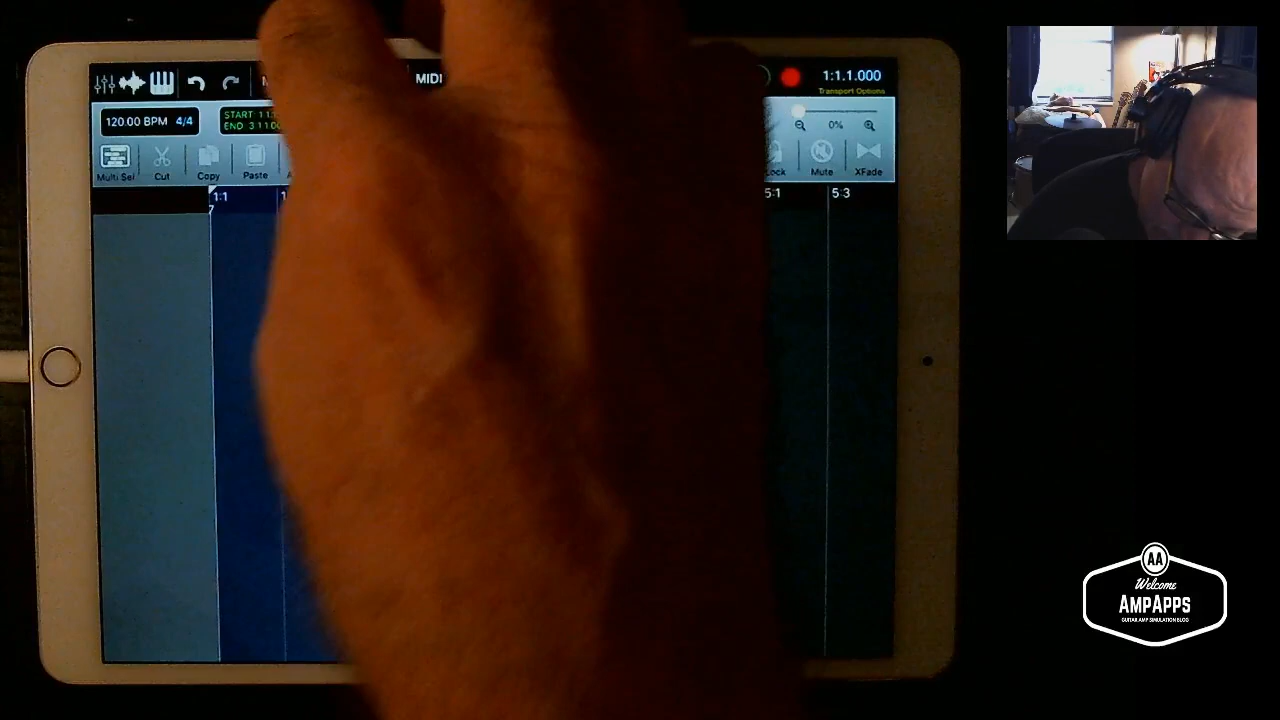 MIDI
1:1.1.000
Transport Options
120.00 BPM 4/4
START: 1
END 3 1 1 00
0%
Multi Sel Cut Copy Paste
Mute XFade
1:1
5:1 5:3
AA
Welcome
AMPAPPS
GUITAR AMP SIMULATION BLOG